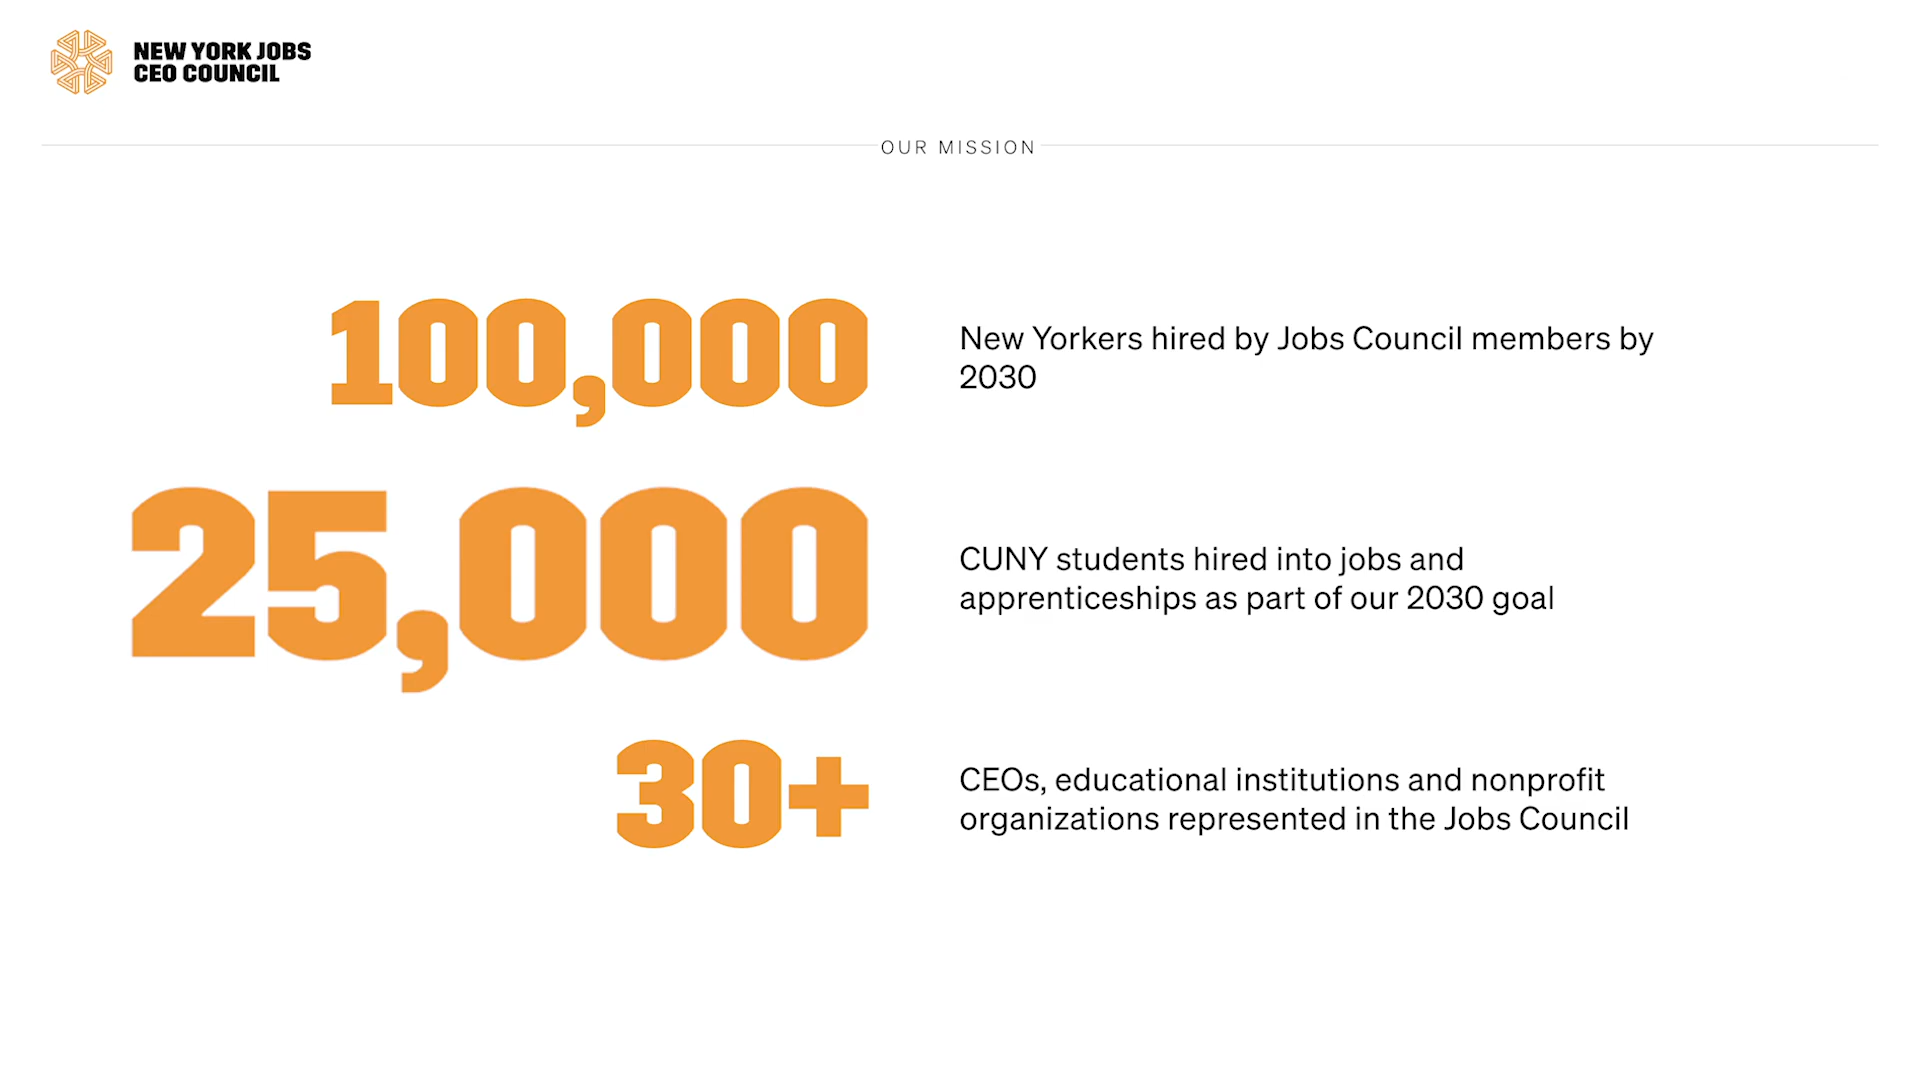 NEW YORK JOBS
CEO COUNCIL
OUR MISSION
100,000
New Yorkers hired by Jobs Council members by
2030
25,000
CUNY students hired into jobs and
apprenticeships as part of our 2030 goal
30+
CEOs, educational institutions and nonprofit
organizations represented in the Jobs Council